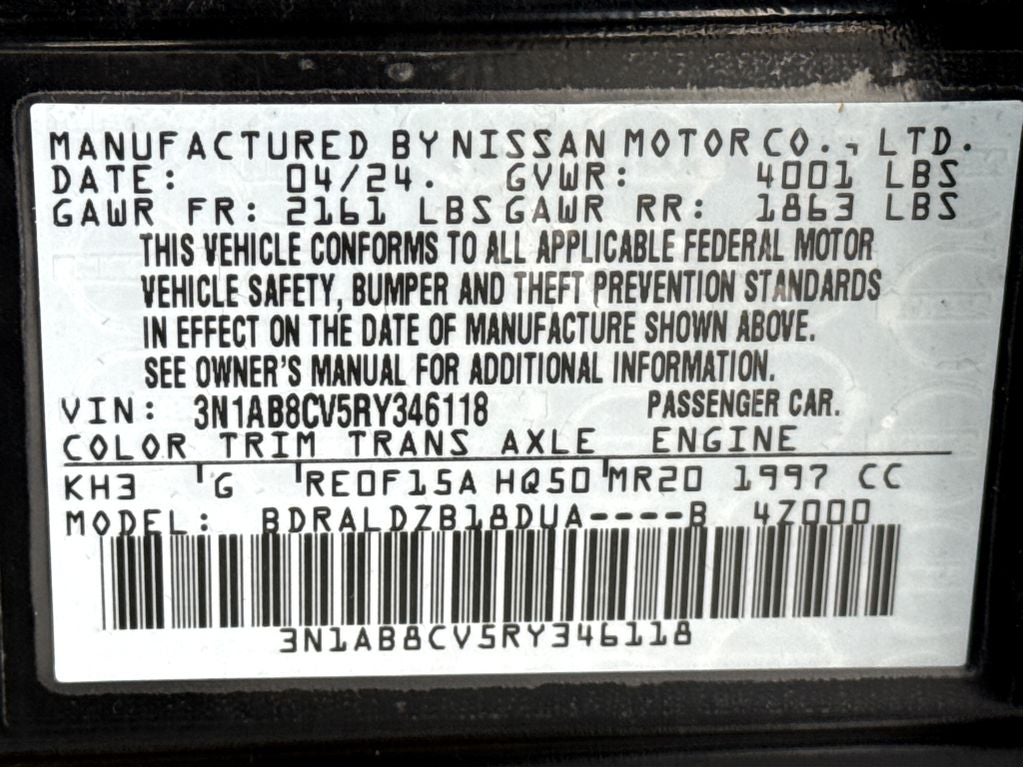 MANUFACTURED BY NISSAN MOTOR CO., LTD.
DATE: 04/24. GVWR: 4001 LBS
GAWR FR: 2161 LBS GAWR RR: 1863 LBS
THIS VEHICLE CONFORMS TO ALL APPLICABLE FEDERAL MOTOR
VEHICLE SAFETY, BUMPER AND THEFT PREVENTION STANDARDS
IN EFFECT ON THE DATE OF MANUFACTURE SHOWN ABOVE.
SEE OWNER'S MANUAL FOR ADDITIONAL INFORMATION.
VIN: 3N1AB8CV5RY346118 PASSENGER CAR.
COLOR TRIM TRANS AXLE ENGINE
KH3 G RE0F15A HQ50 MR20 1997 CC
MODEL: BDRALDZB18DUA----B 4Z000
3N1AB8CV5RY346118